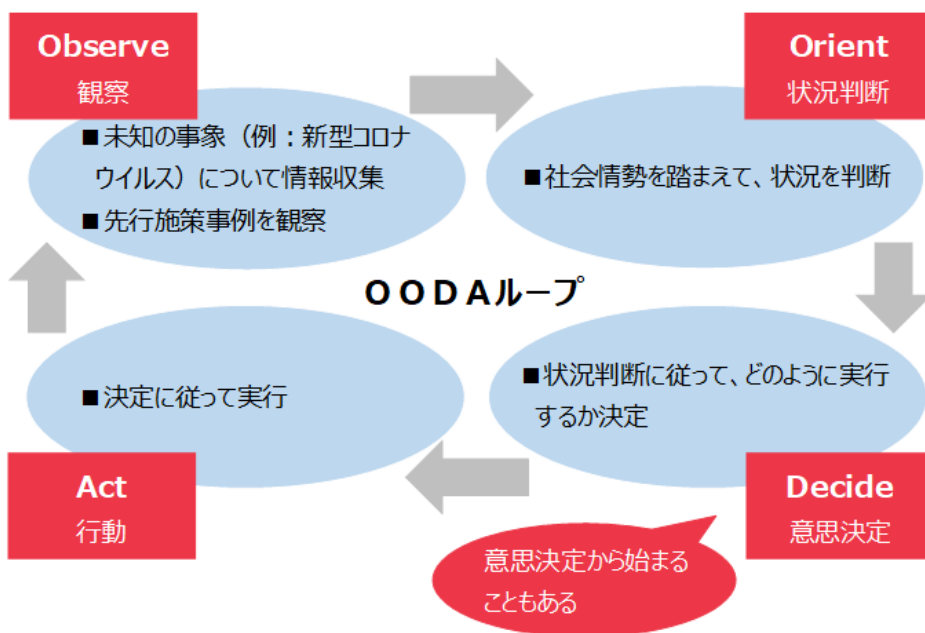 Observe
観察
■ 未知の事象（例：新型コロナ
ウイルス）について情報収集
■ 先行施策事例を観察
Orient
状況判断
■ 社会情勢を踏まえて、状況を判断
ＯＯＤＡループ
■ 状況判断に従って、どのように実行
するか決定
Decide
意思決定
意思決定から始まる
こともある
■ 決定に従って実行
Act
行動